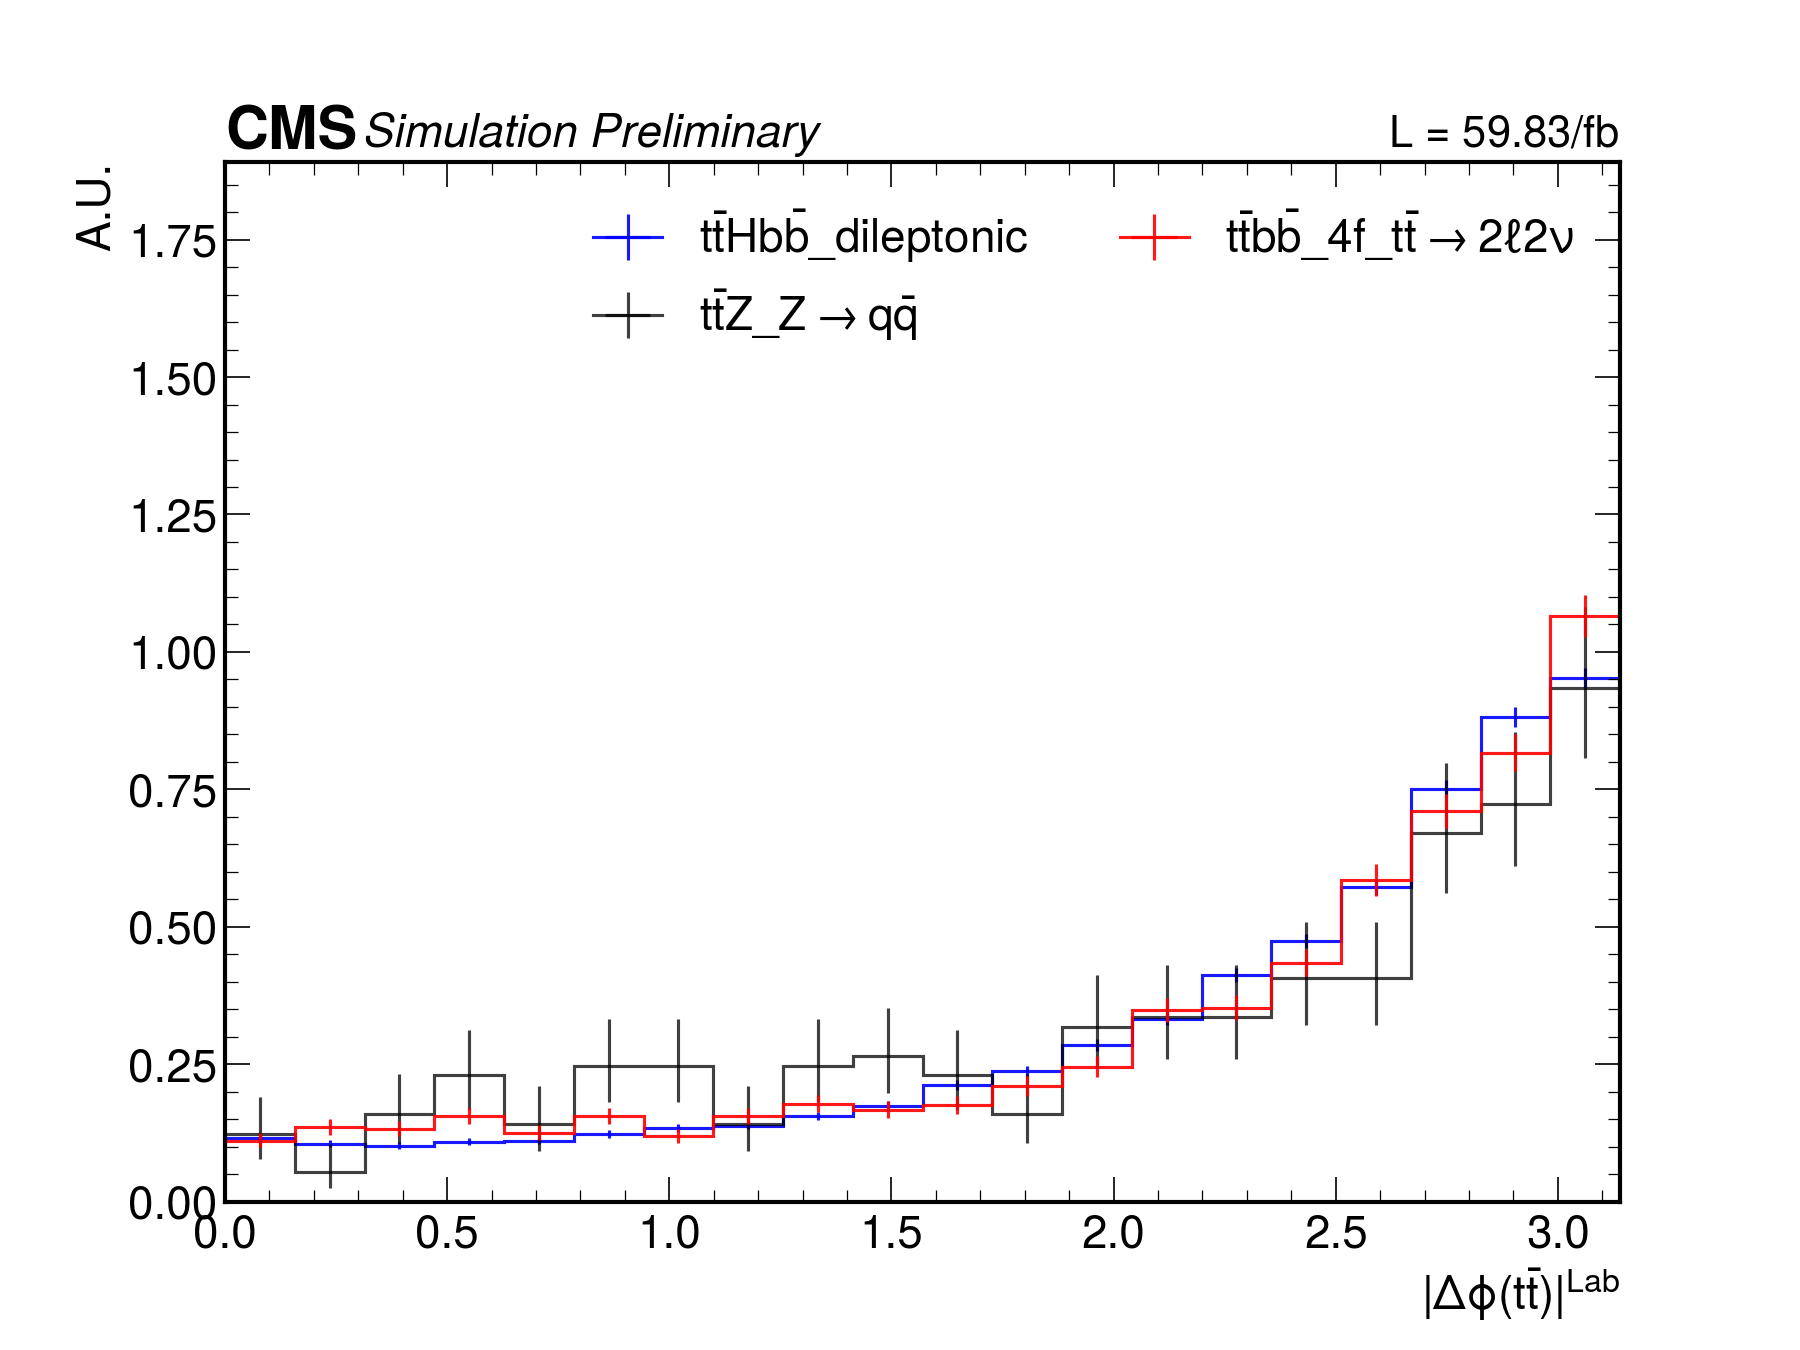 CMS Simulation Preliminary L = 59.83/fb
A.U.
tt̄Hbb̄_dileptonic tt̄bb̄_4f_tt̄ → 2ℓ2ν
tt̄Z_Z → qq̄
1.75
1.50
1.25
1.00
0.75
0.50
0.25
0.00
0.0 0.5 1.0 1.5 2.0 2.5 3.0
|Δϕ(tt̄)|^Lab